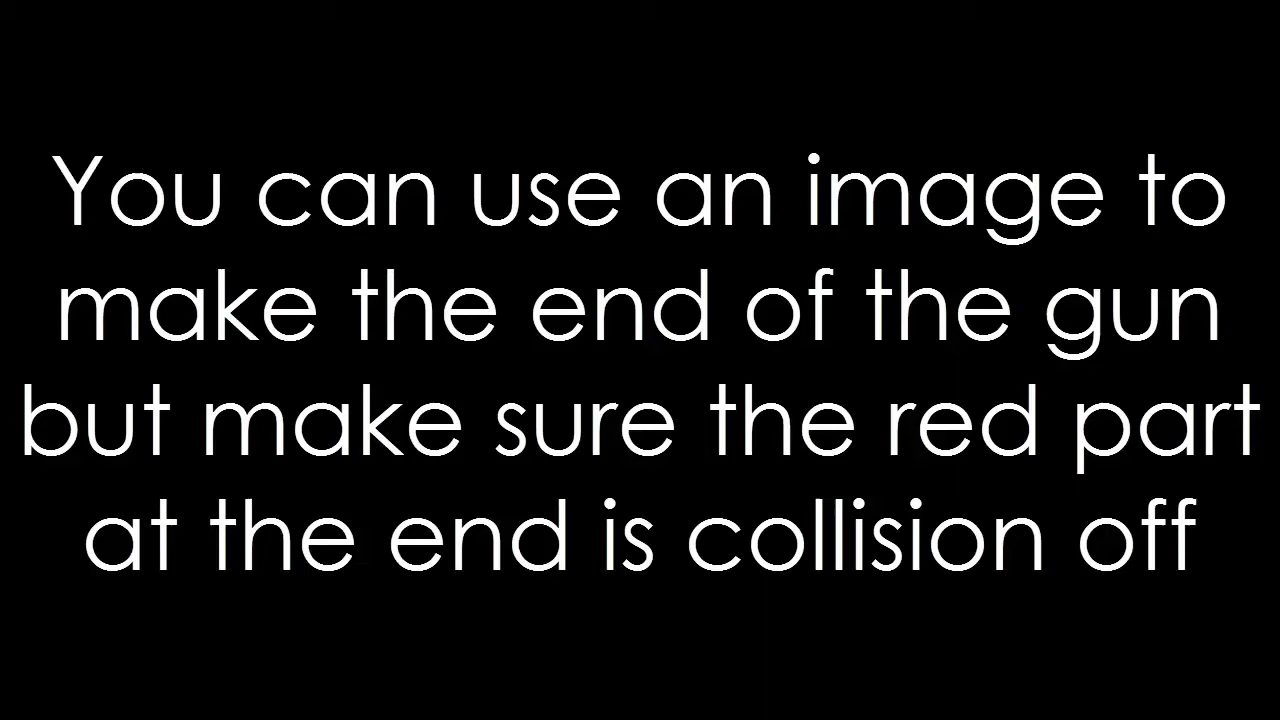 You can use an image to
make the end of the gun
but make sure the red part
at the end is collision off